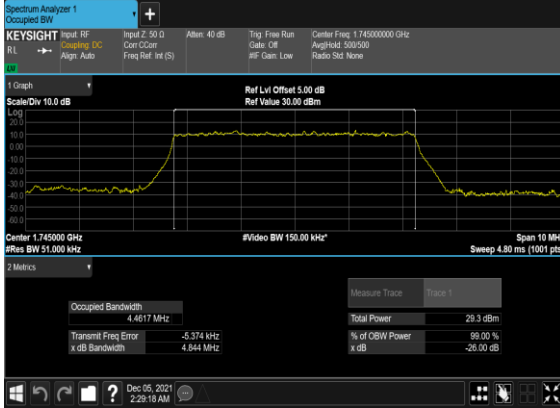 Spectrum Analyzer 1
Occupied BW
+
KEYSIGHT Input: RF Input Z: 50 Ω Atten: 40 dB Trig: Free Run Center Freq: 1.745000000 GHz
RL Coupling: DC Corr CCorr Gate: Off Avg|Hold: 500/500
Align: Auto Freq Ref: Int (S) #IF Gain: Low Radio Std: None
1 Graph
Ref Lvl Offset 5.00 dB
Scale/Div 10.0 dB Ref Value 30.00 dBm
Log
20.0
10.0
0.00
-10.0
-20.0
-30.0
-40.0
-50.0
-60.0
Center 1.745000 GHz #Video BW 150.00 kHz* Span 10 MH
#Res BW 51.000 kHz Sweep 4.80 ms (1001 pts
2 Metrics
Measure Trace Trace 1
Occupied Bandwidth
4.4617 MHz Total Power 29.3 dBm
Transmit Freq Error -5.374 kHz % of OBW Power 99.00 %
x dB Bandwidth 4.844 MHz x dB -26.00 dB
? Dec 05, 2021
2:29:18 AM